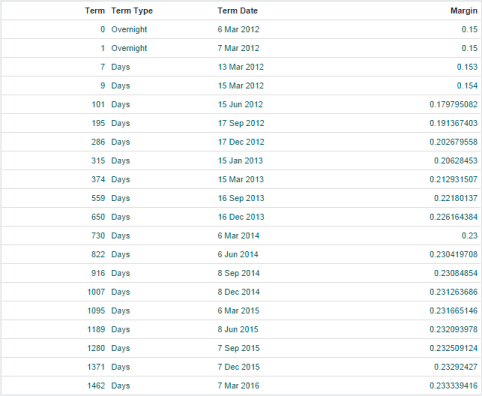 Term Term Type Term Date Margin
0 Overnight 6 Mar 2012 0.15
1 Overnight 7 Mar 2012 0.15
7 Days 13 Mar 2012 0.153
9 Days 15 Mar 2012 0.154
101 Days 15 Jun 2012 0.179795082
195 Days 17 Sep 2012 0.191367403
286 Days 17 Dec 2012 0.202679558
315 Days 15 Jan 2013 0.20628453
374 Days 15 Mar 2013 0.212931507
559 Days 16 Sep 2013 0.22180137
650 Days 16 Dec 2013 0.226164384
730 Days 6 Mar 2014 0.23
822 Days 6 Jun 2014 0.230419708
916 Days 8 Sep 2014 0.23084854
1007 Days 8 Dec 2014 0.231263686
1095 Days 6 Mar 2015 0.231665146
1189 Days 8 Jun 2015 0.232093978
1280 Days 7 Sep 2015 0.232509124
1371 Days 7 Dec 2015 0.23292427
1462 Days 7 Mar 2016 0.233339416